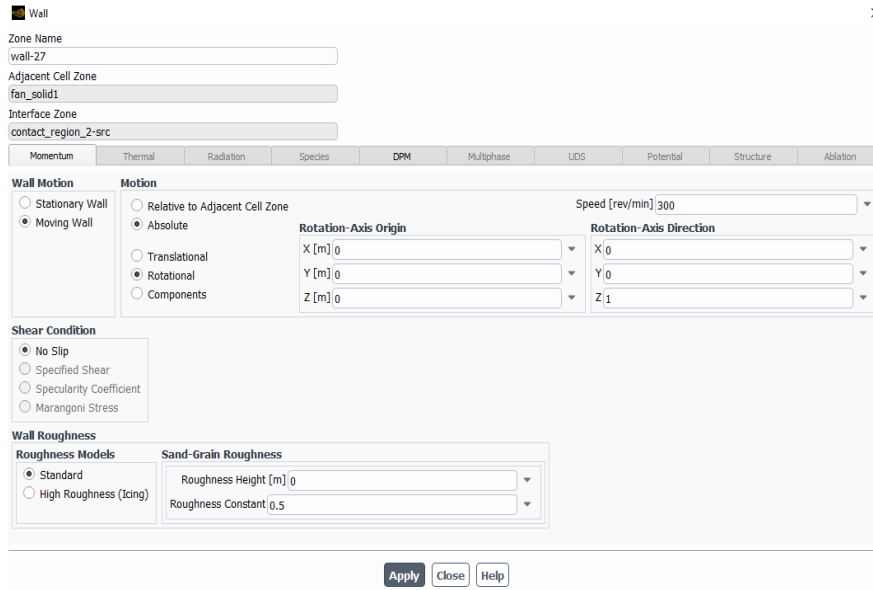 Wall
Zone Name
wall-27
Adjacent Cell Zone
fan_solid1
Interface Zone
contact_region_2-src
Momentum Thermal Radiation Species DPM Multiphase UDS Potential Structure Ablation
Wall Motion Motion
Stationary Wall Relative to Adjacent Cell Zone Speed [rev/min] 300
Moving Wall Absolute Rotation-Axis Origin Rotation-Axis Direction
X [m] 0 X 0
Translational
Y [m] 0 Y 0
Rotational
Components Z [m] 0 Z 1
Shear Condition
No Slip
Specified Shear
Specularity Coefficient
Marangoni Stress
Wall Roughness
Roughness Models Sand-Grain Roughness
Standard Roughness Height [m] 0
High Roughness (Icing) Roughness Constant 0.5
Apply Close Help